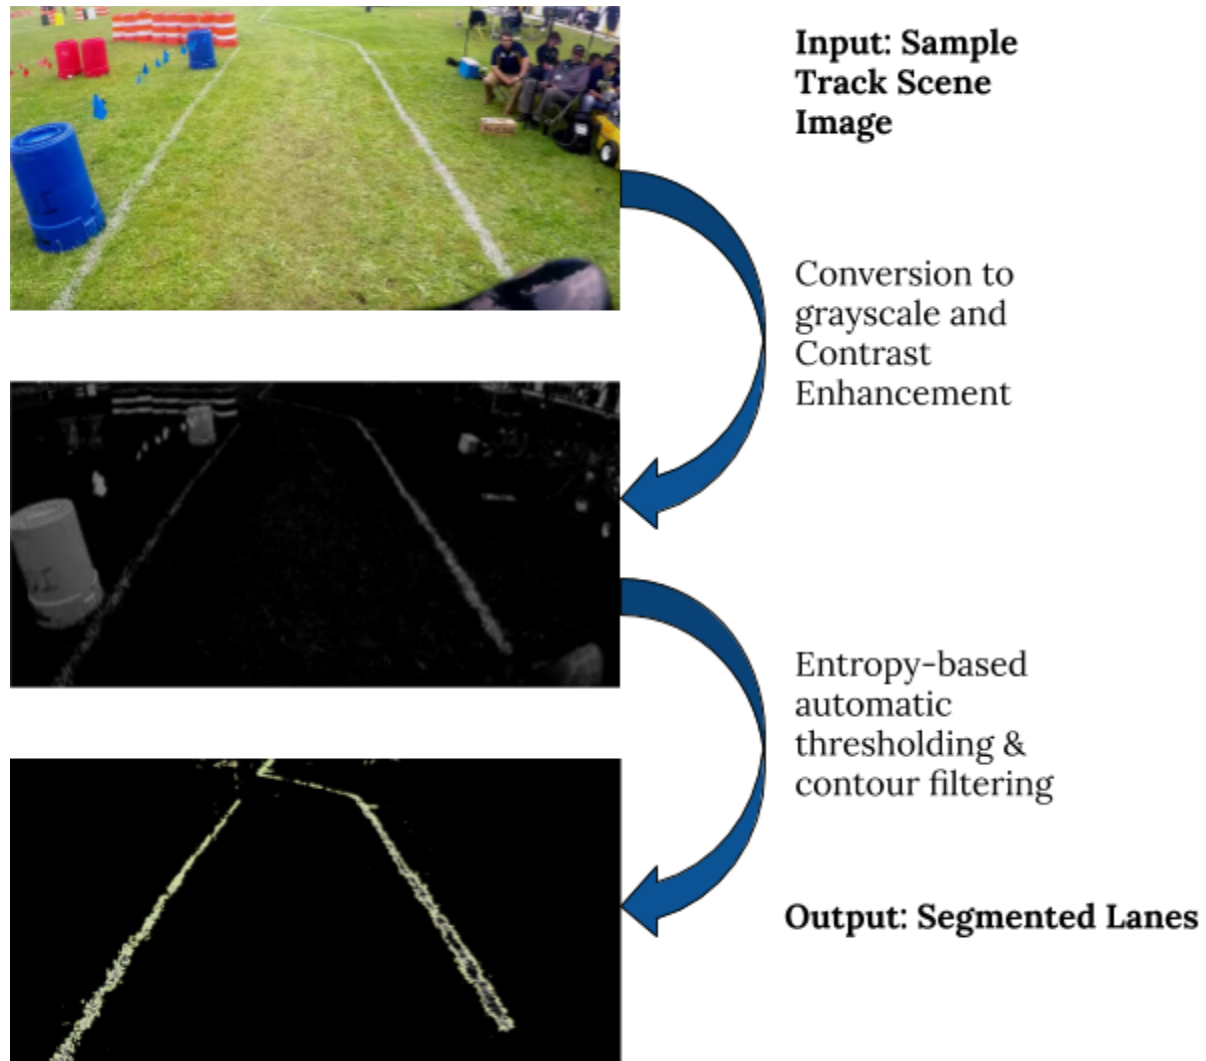 Input: Sample
Track Scene
Image
Conversion to
grayscale and
Contrast
Enhancement
Entropy-based
automatic
thresholding &
contour filtering
Output: Segmented Lanes